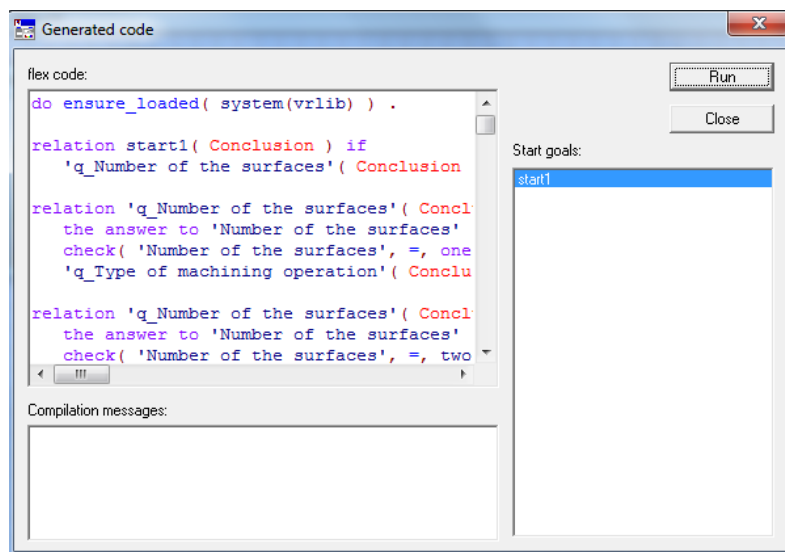 Generated code
flex code:
do ensure_loaded( system(vrlib) ) .
relation start1( Conclusion ) if
'q_Number of the surfaces'( Conclusion
relation 'q_Number of the surfaces'( Concl
the answer to 'Number of the surfaces'
check( 'Number of the surfaces', =, one
'q_Type of machining operation'( Conclu
relation 'q_Number of the surfaces'( Concl
the answer to 'Number of the surfaces'
check( 'Number of the surfaces', =, two
Compilation messages:
Run
Close
Start goals:
start1